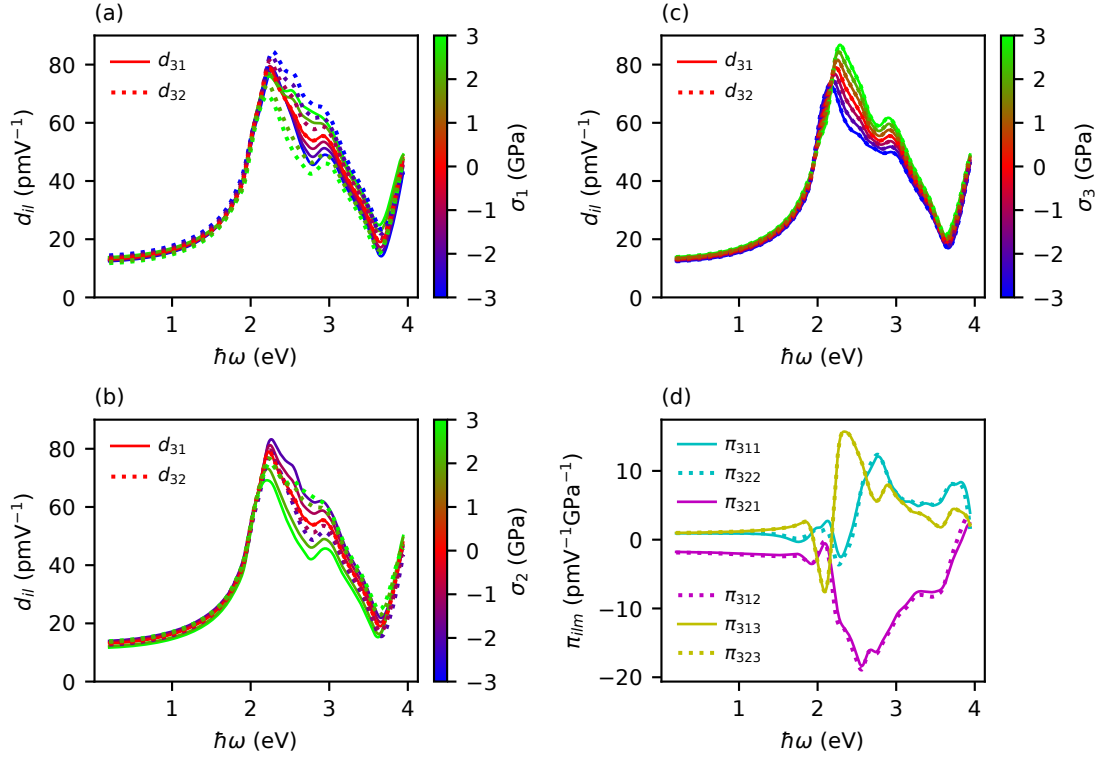 (a)
d31
d32
80
60
40
20
0
dil (pmV−1)
1
2
3
4
ħω (eV)
3
2
1
0
−1
−2
−3
σ1 (GPa)
(c)
d31
d32
80
60
40
20
0
dil (pmV−1)
1
2
3
4
ħω (eV)
3
2
1
0
−1
−2
−3
σ3 (GPa)
(b)
d31
d32
80
60
40
20
0
dil (pmV−1)
1
2
3
4
ħω (eV)
3
2
1
0
−1
−2
−3
σ2 (GPa)
(d)
π311
π322
π321
π312
π313
π323
10
0
−10
−20
πilm (pmV−1GPa−1)
1
2
3
4
ħω (eV)